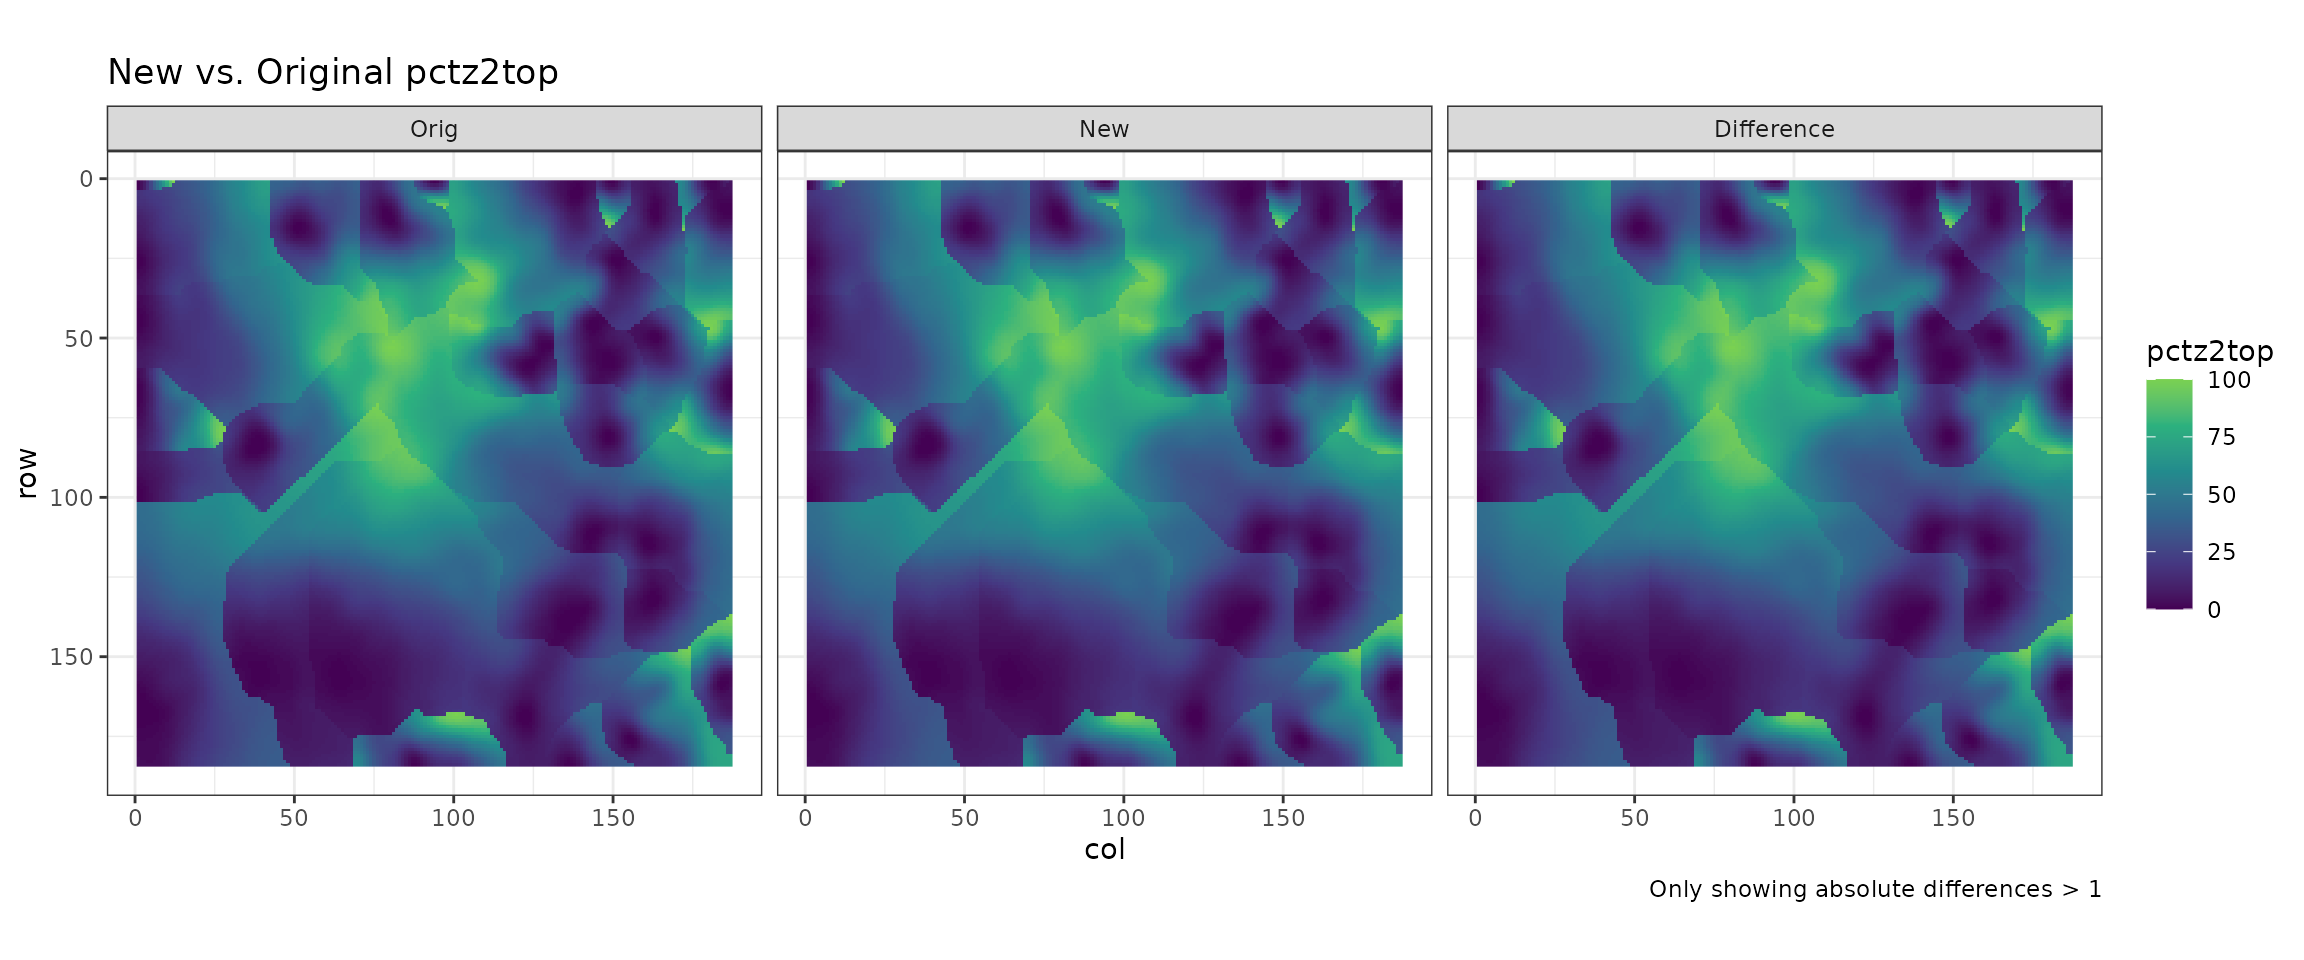 New vs. Original pctz2top
Orig
New
Difference
0
50
100
150
row
0 50 100 150
0 50 100 150
0 50 100 150
col
pctz2top
100
75
50
25
0
Only showing absolute differences > 1